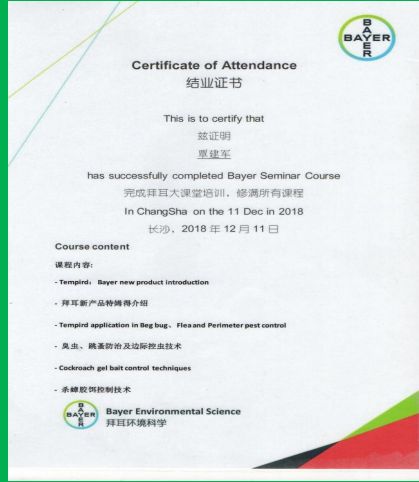 BAYER
BAYER
Certificate of Attendance
结业证书
This is to certify that
兹证明
覃建军
has successfully completed Bayer Seminar Course
完成拜耳大课堂培训，修满所有课程
In ChangSha on the 11 Dec in 2018
长沙，2018 年 12 月 11 日
Course content
课程内容:
- Tempird： Bayer new product introduction
- 拜耳新产品特姆得介绍
- Tempird application in Beg bug、 Flea and Perimeter pest control
- 臭虫、跳蚤防治及边际控虫技术
- Cockroach gel bait control techniques
- 杀蟑胶饵控制技术
BAYER
BAYER
Bayer Environmental Science
拜耳环境科学